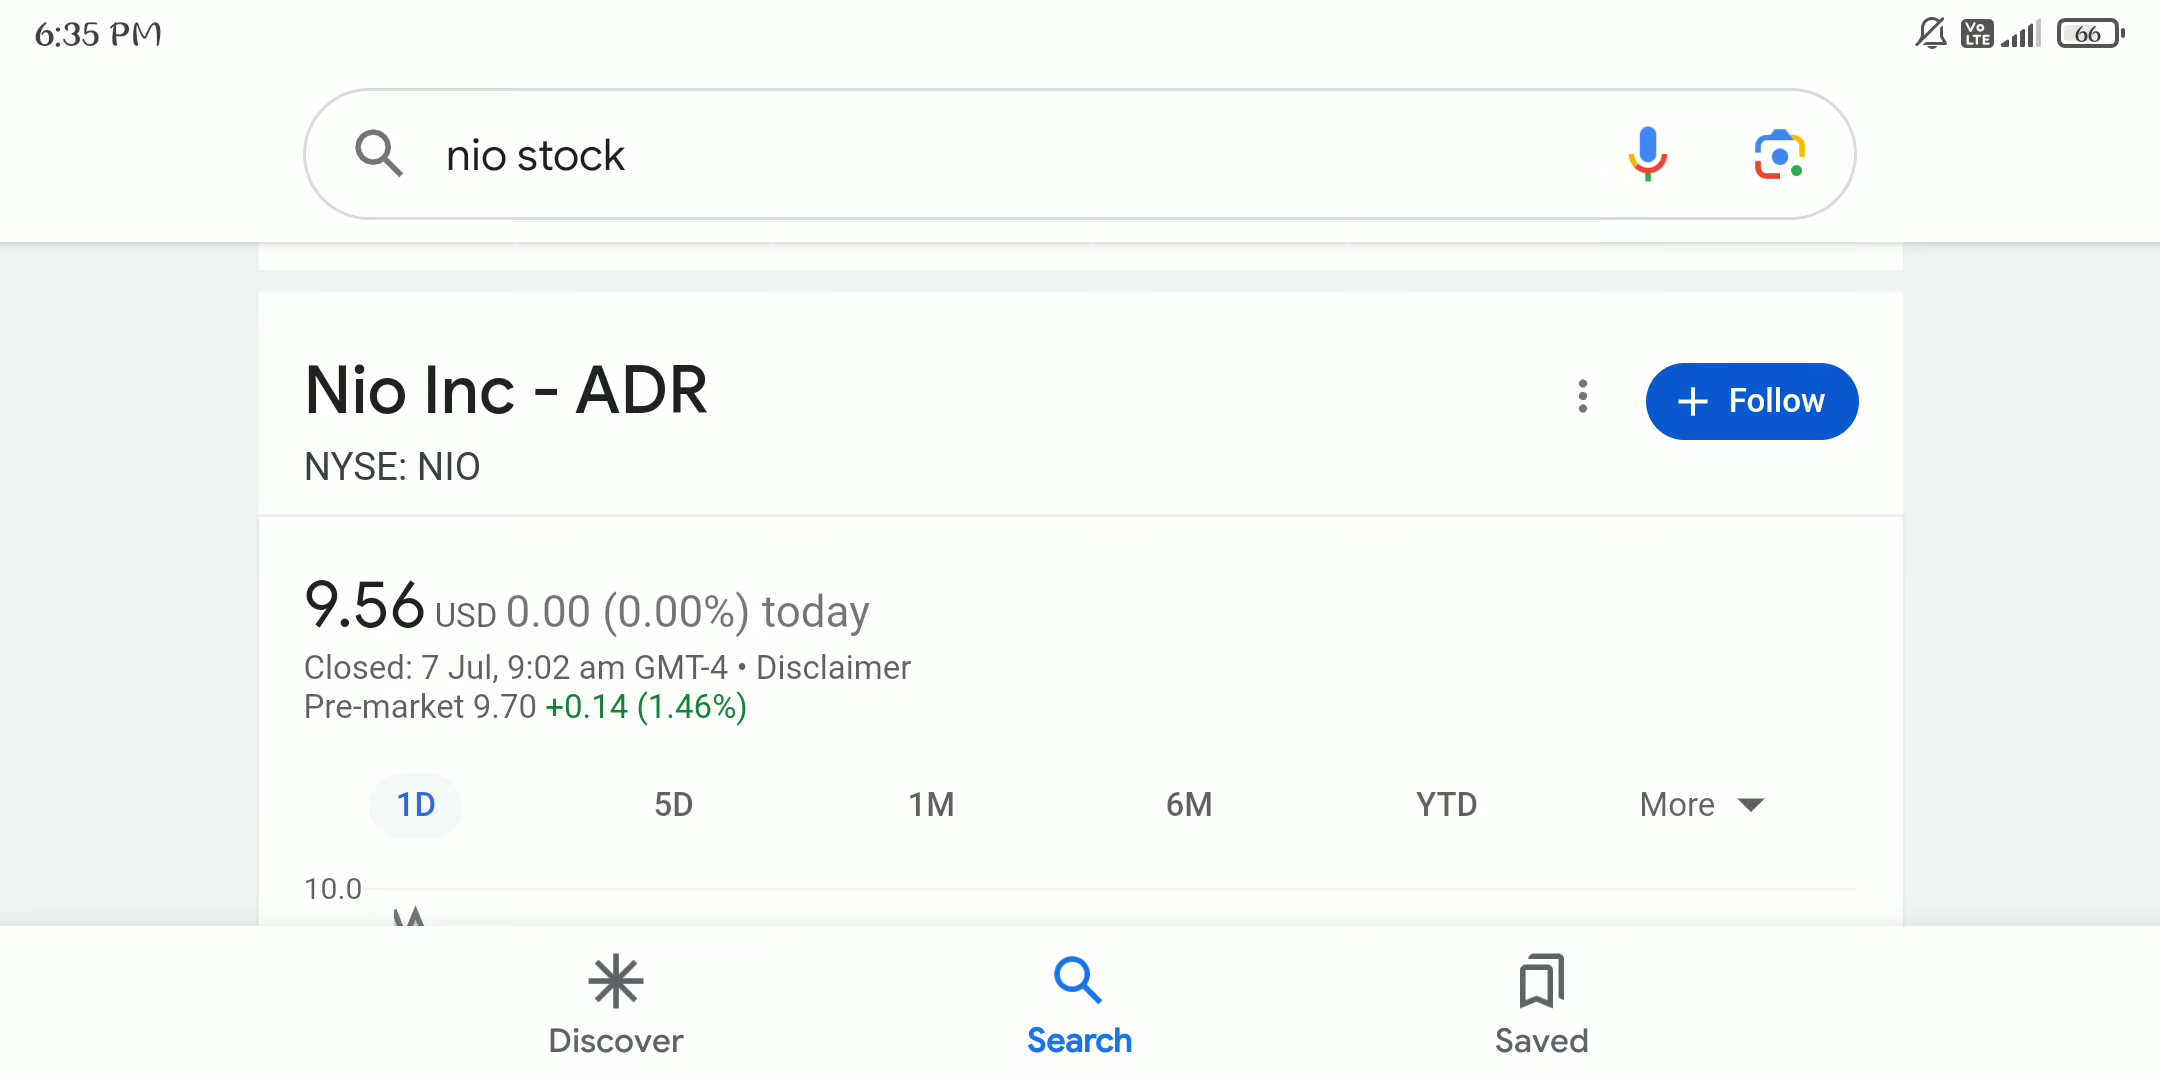 6:35 PM
Vo
LTE
66
nio stock
Nio Inc - ADR
+ Follow
NYSE: NIO
9.56 USD 0.00 (0.00%) today
Closed: 7 Jul, 9:02 am GMT-4 • Disclaimer
Pre-market 9.70 +0.14 (1.46%)
1D 5D 1M 6M YTD More
10.0
Discover Search Saved